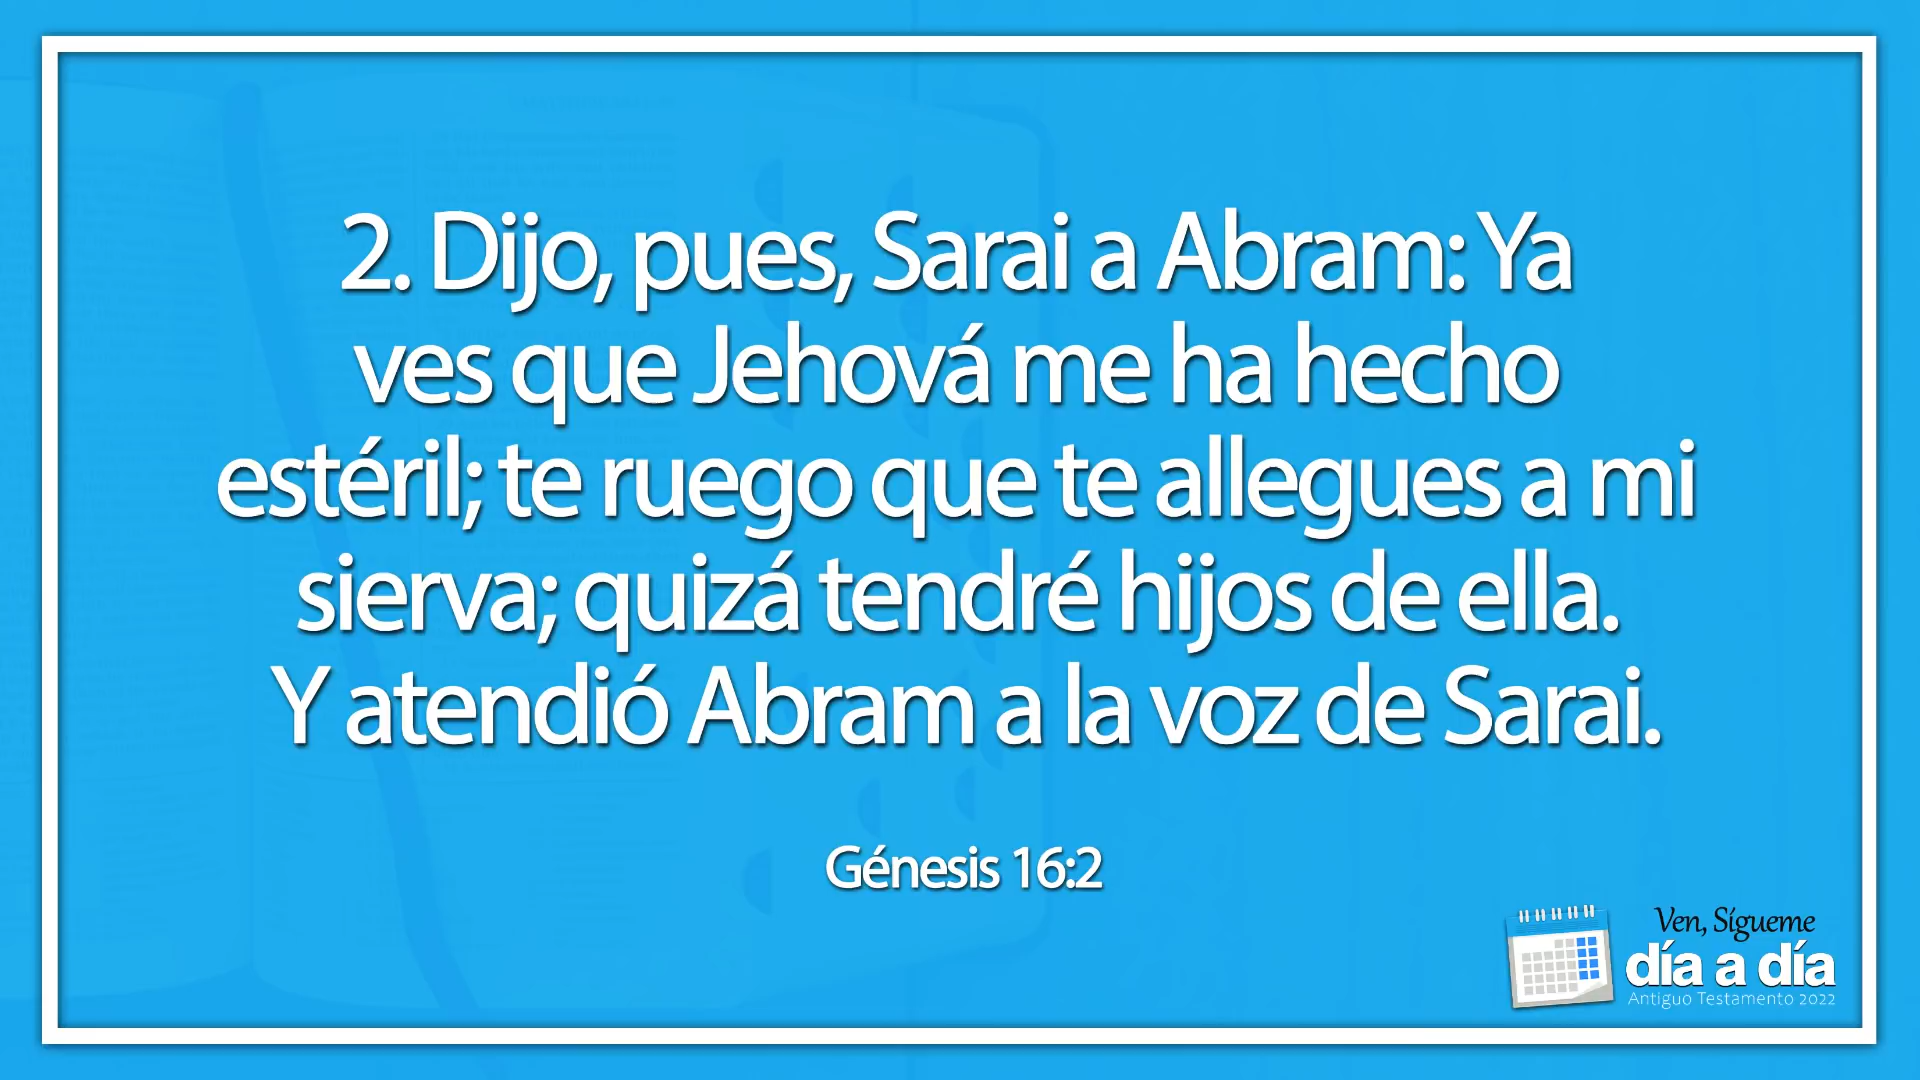 2. Dijo, pues, Sarai a Abram: Ya
ves que Jehová me ha hecho
estéril; te ruego que te allegues a mi
sierva; quizá tendré hijos de ella.
Y atendió Abram a la voz de Sarai.
Génesis 16:2
Ven, Sígueme
día a día
Antiguo Testamento 2022